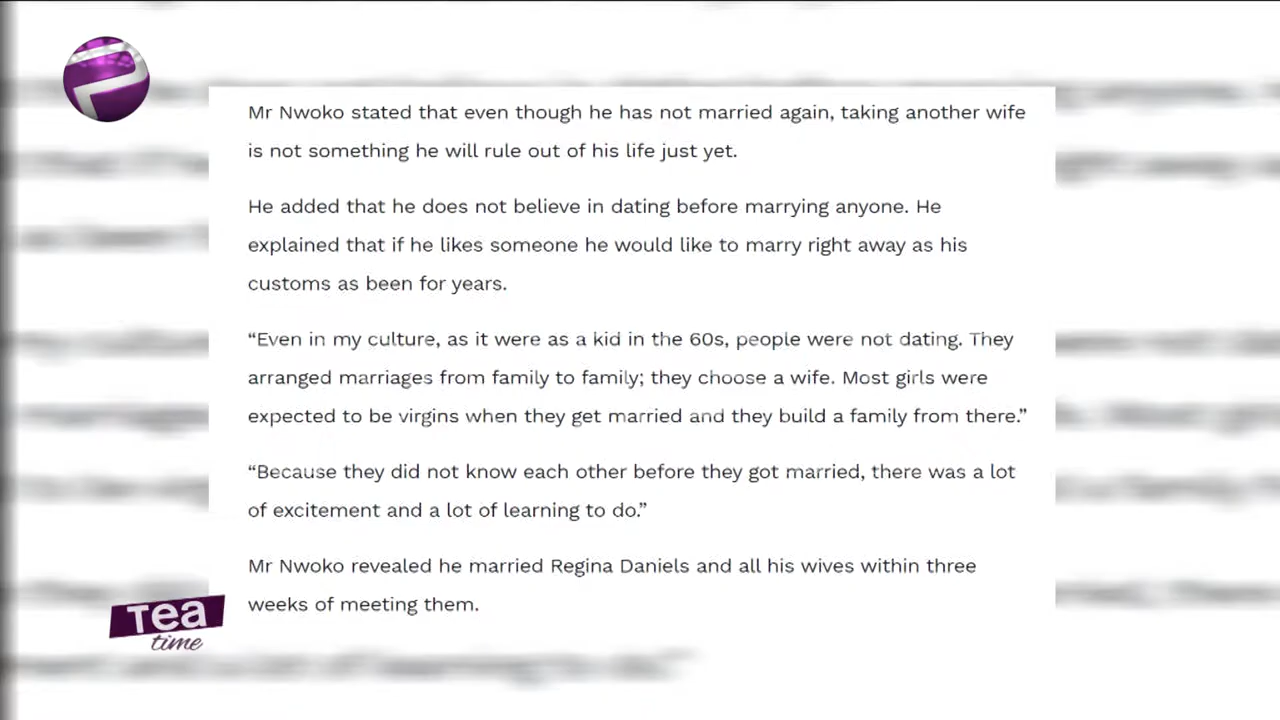 Mr Nwoko stated that even though he has not married again, taking another wife
is not something he will rule out of his life just yet.
He added that he does not believe in dating before marrying anyone. He
explained that if he likes someone he would like to marry right away as his
customs as been for years.
“Even in my culture, as it were as a kid in the 60s, people were not dating. They
arranged marriages from family to family; they choose a wife. Most girls were
expected to be virgins when they get married and they build a family from there.”
“Because they did not know each other before they got married, there was a lot
of excitement and a lot of learning to do.”
Mr Nwoko revealed he married Regina Daniels and all his wives within three
weeks of meeting them.
Tea
time